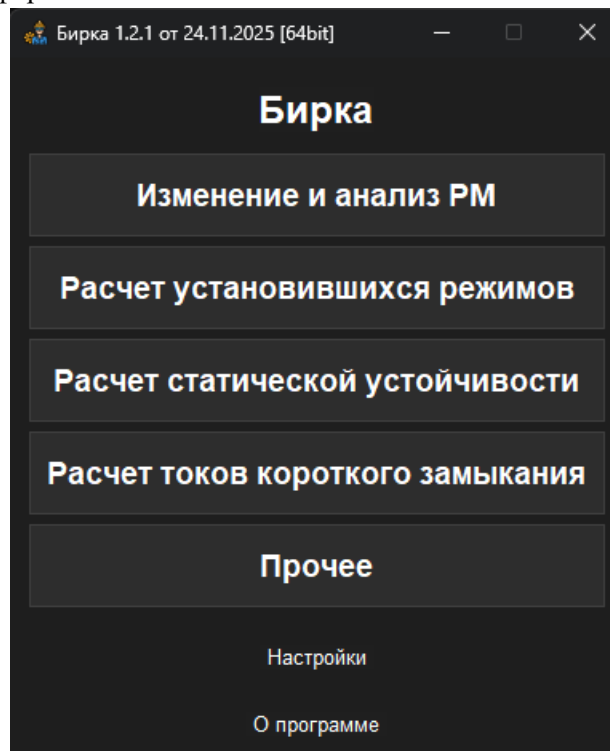 Бирка 1.2.1 от 24.11.2025 [64bit]
Бирка
Изменение и анализ РМ
Расчет установившихся режимов
Расчет статической устойчивости
Расчет токов короткого замыкания
Прочее
Настройки
О программе